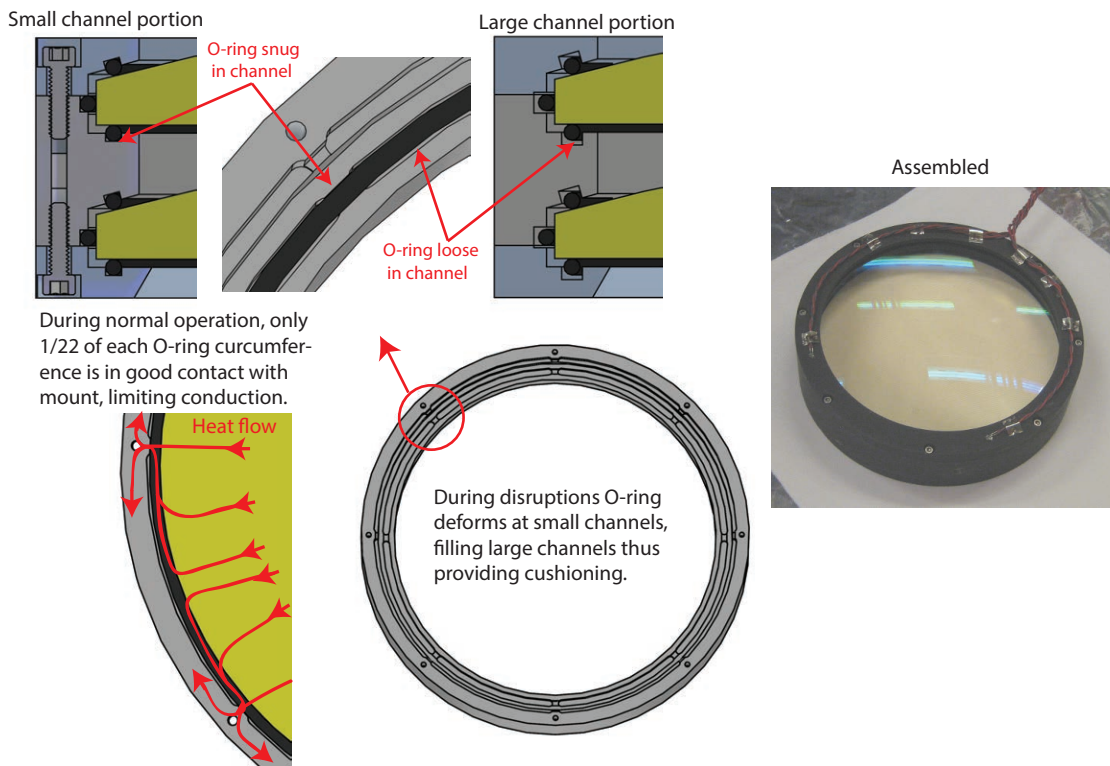 Small channel portion
O-ring snug
in channel
Large channel portion
O-ring loose
in channel
Assembled
During normal operation, only
1/22 of each O-ring curcumfer-
ence is in good contact with
mount, limiting conduction.
Heat flow
During disruptions O-ring
deforms at small channels,
filling large channels thus
providing cushioning.